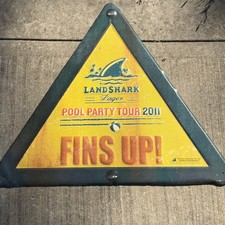 LANDSHARK
Lager
POOL PARTY TOUR 2011
FINS UP!